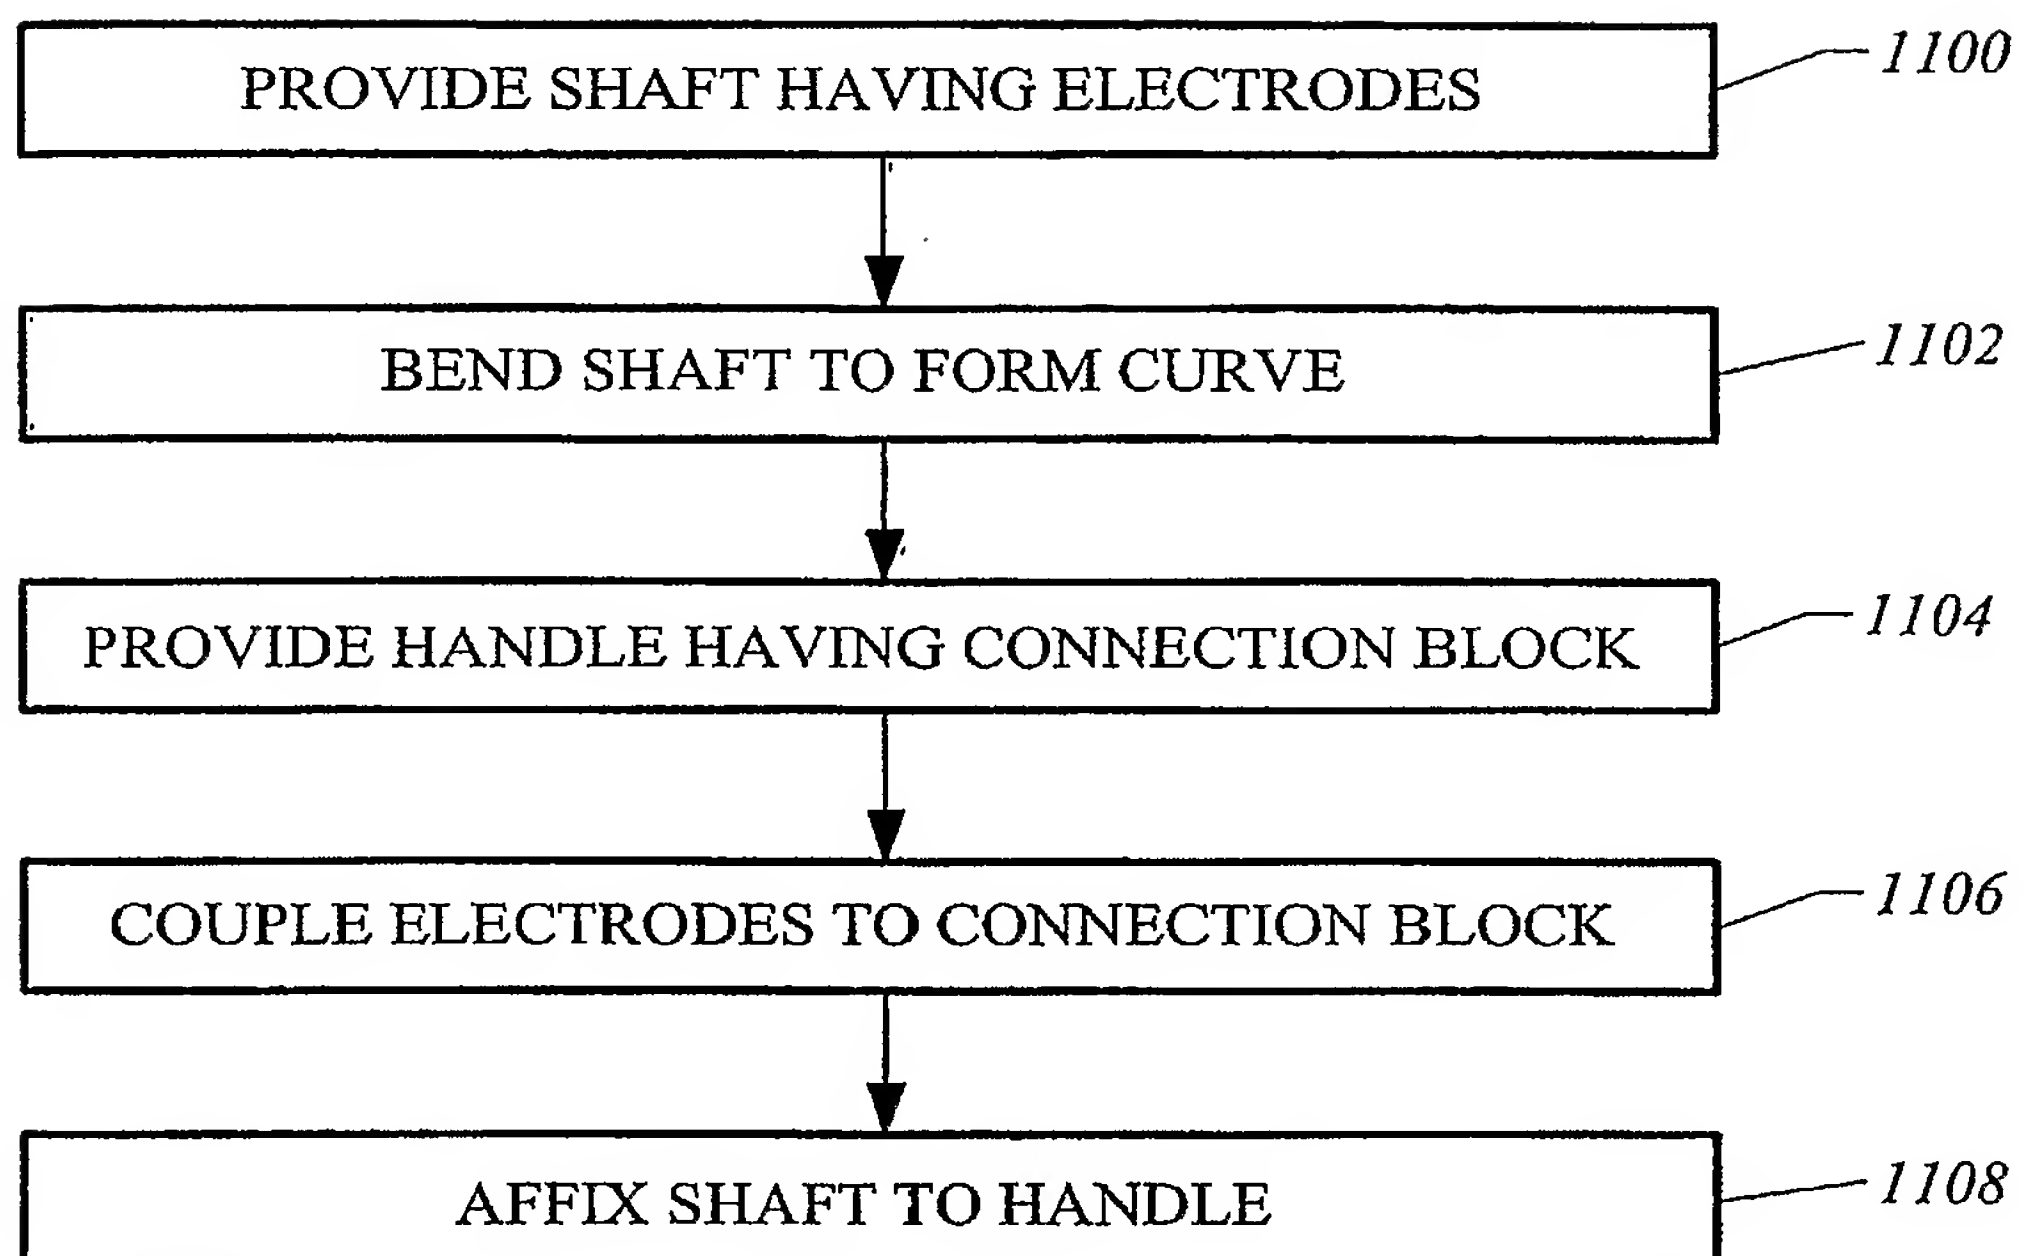 PROVIDE SHAFT HAVING ELECTRODES 1100
BEND SHAFT TO FORM CURVE 1102
PROVIDE HANDLE HAVING CONNECTION BLOCK 1104
COUPLE ELECTRODES TO CONNECTION BLOCK 1106
AFFIX SHAFT TO HANDLE 1108